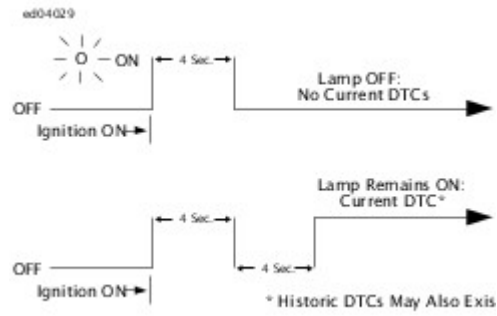 ed04029
O ON
4 Sec.
Lamp OFF:
No Current DTCs
OFF
Ignition ON
Lamp Remains ON:
Current DTC*
4 Sec.
OFF
4 Sec.
Ignition ON
* Historic DTCs May Also Exis